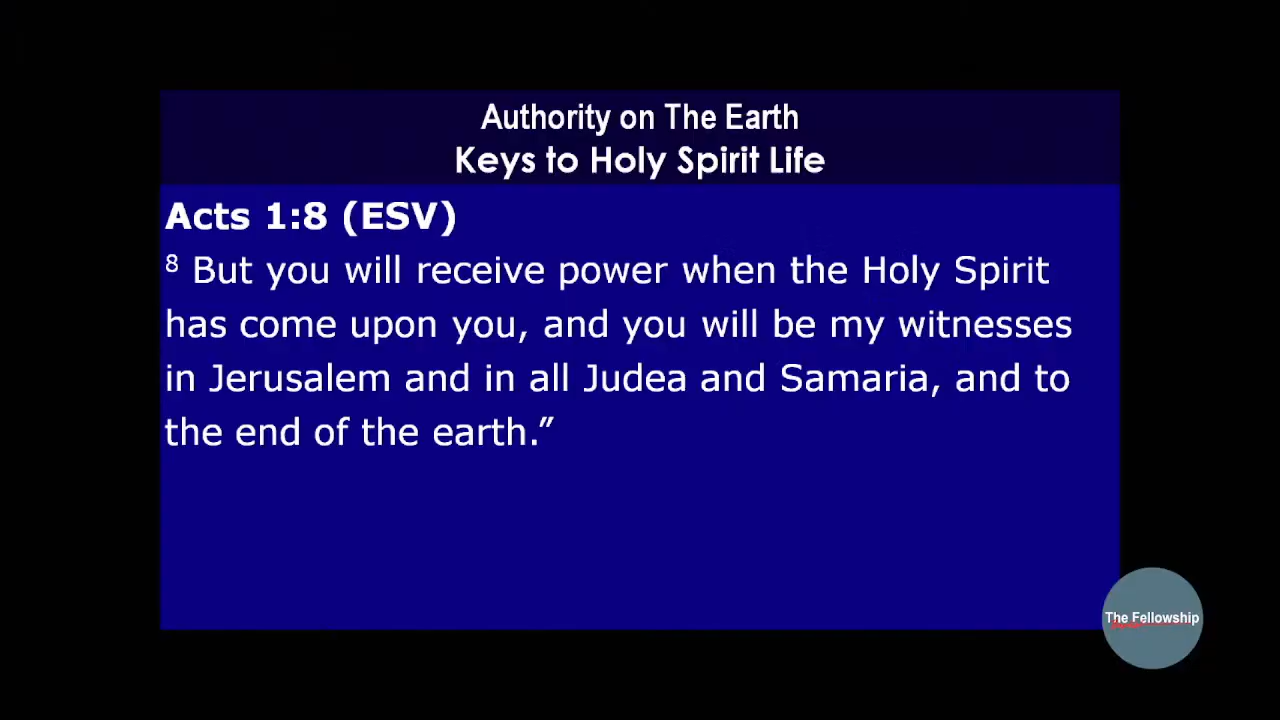 Authority on The Earth
Keys to Holy Spirit Life
Acts 1:8 (ESV)
8 But you will receive power when the Holy Spirit
has come upon you, and you will be my witnesses
in Jerusalem and in all Judea and Samaria, and to
the end of the earth.”
The Fellowship